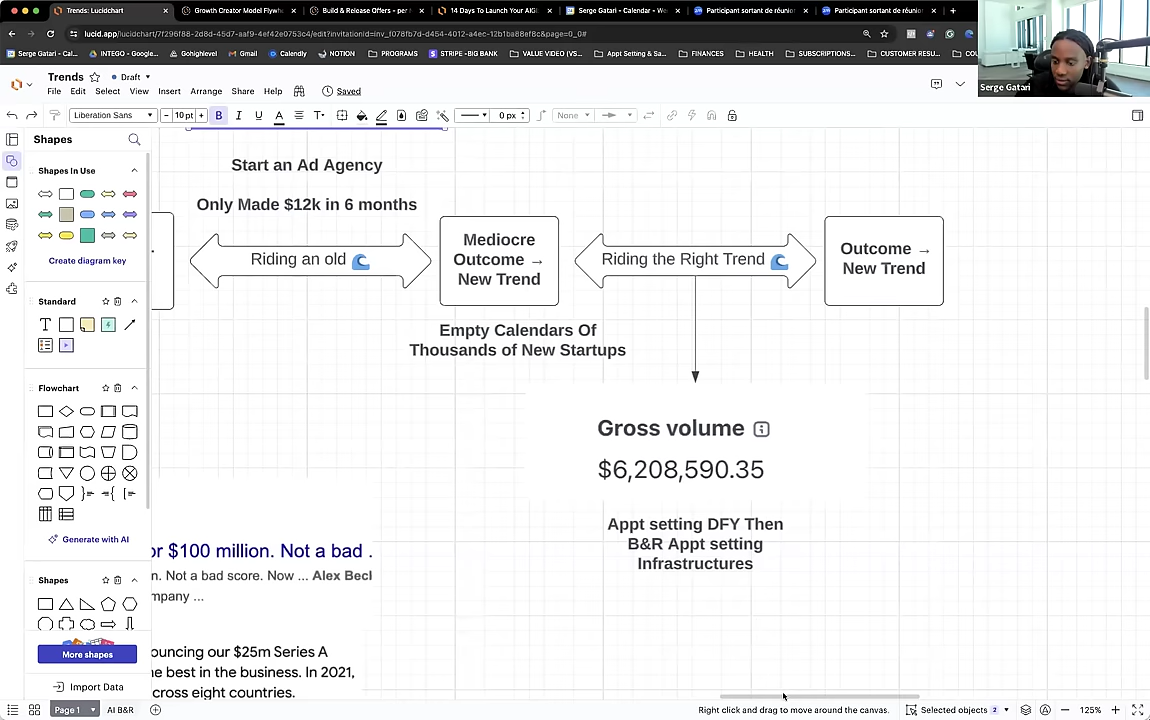 Trends: Lucidchart
Growth Creator Model Flywhe
Build & Release Offers - per
14 Days To Launch Your AIGI
Serge Gatari - Calendar - We
Participant sortant de réunio
Participant sortant de réunio
lucid.app/lucidchart/7f296f88-2d8d-45d7-aaf9-4ef42e0753c4/edit?invitationId=inv_f078fb7d-d454-4012-a4ec-12b1ba88ef8c&page=0_0#
Serge Gatari - Cal...
INTEGO - Google...
Gohighlevel
Gmail
Calendly
NOTION
PROGRAMS
STRIPE -BIG BANK
VALUE VIDEO (VS...
Appt Setting & Sa...
FINANCES
HEALTH
SUBSCRIPTIONS...
CUSTOMER RESU...
COU
Serge Gatari
Trends
Draft
File
Edit
Select
View
Insert
Arrange
Share
Help
Saved
Liberation Sans
10 pt
B
I
U
A
T
0 px
None
Shapes
Shapes In Use
Create diagram key
Standard
T
Flowchart
Generate with AI
Shapes
More shapes
Import Data
Start an Ad Agency
Only Made $12k in 6 months
Riding an old
Mediocre
Outcome →
New Trend
Riding the Right Trend
Outcome →
New Trend
Empty Calendars Of
Thousands of New Startups
Gross volume
$6,208,590.35
Appt setting DFY Then
B&R Appt setting
Infrastructures
or $100 million. Not a bad .
n. Not a bad score. Now ... Alex Becl
mpany ...
ouncing our $25m Series A
he best in the business. In 2021,
cross eight countries.
Page 1
AI B&R
Right click and drag to move around the canvas.
Selected objects
2
125%